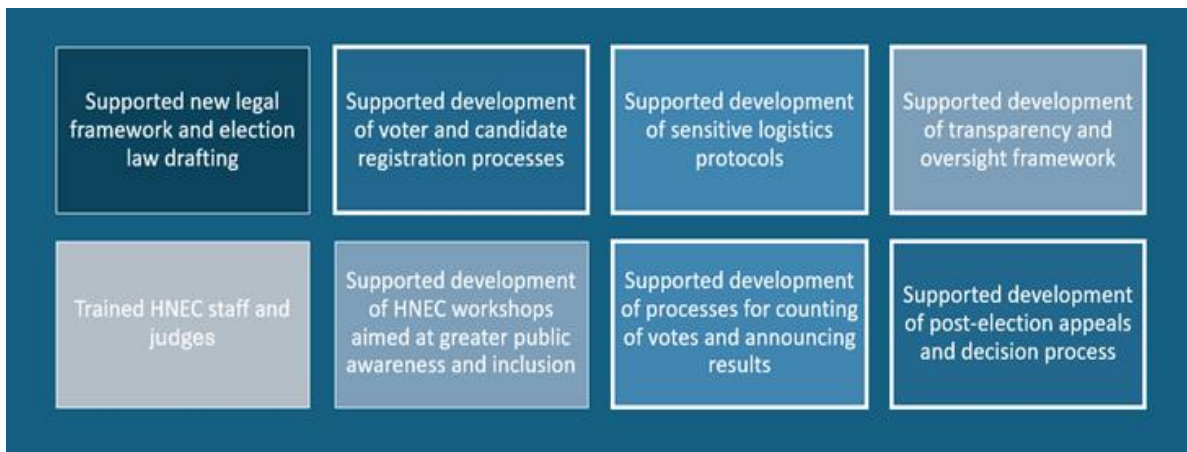 Supported new legal
framework and election
law drafting
Supported development
of voter and candidate
registration processes
Supported development
of sensitive logistics
protocols
Supported development
of transparency and
oversight framework
Trained HNEC staff and
judges
Supported development
of HNEC workshops
aimed at greater public
awareness and inclusion
Supported development
of processes for counting
of votes and announcing
results
Supported development
of post-election appeals
and decision process